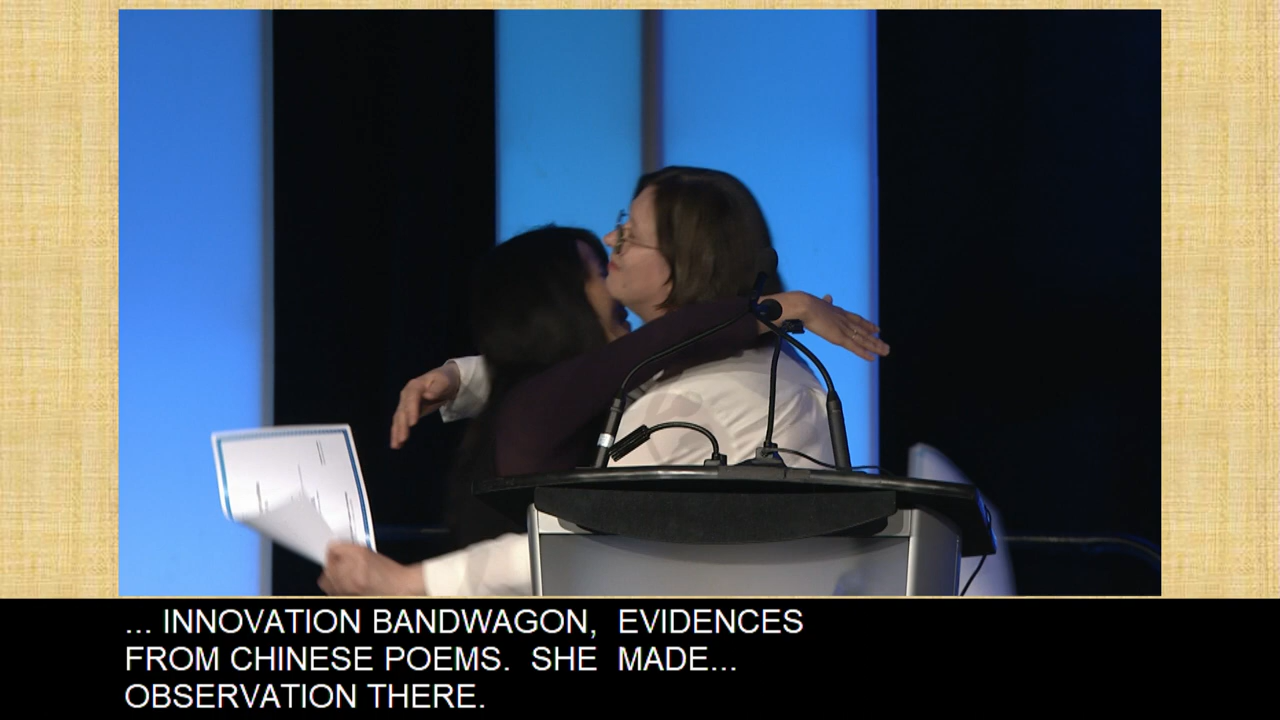 ... INNOVATION BANDWAGON, EVIDENCES
FROM CHINESE POEMS. SHE MADE...
OBSERVATION THERE.